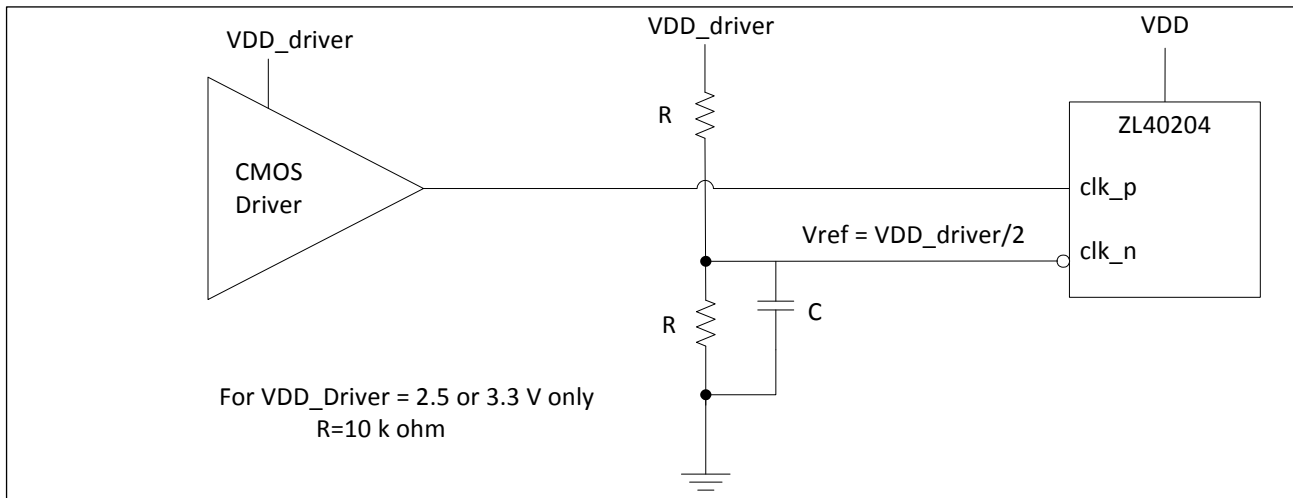 VDD_driver
VDD_driver
VDD
R
ZL40204
CMOS
Driver
clk_p
Vref = VDD_driver/2
clk_n
R
C
For VDD_Driver = 2.5 or 3.3 V only
R=10 k ohm